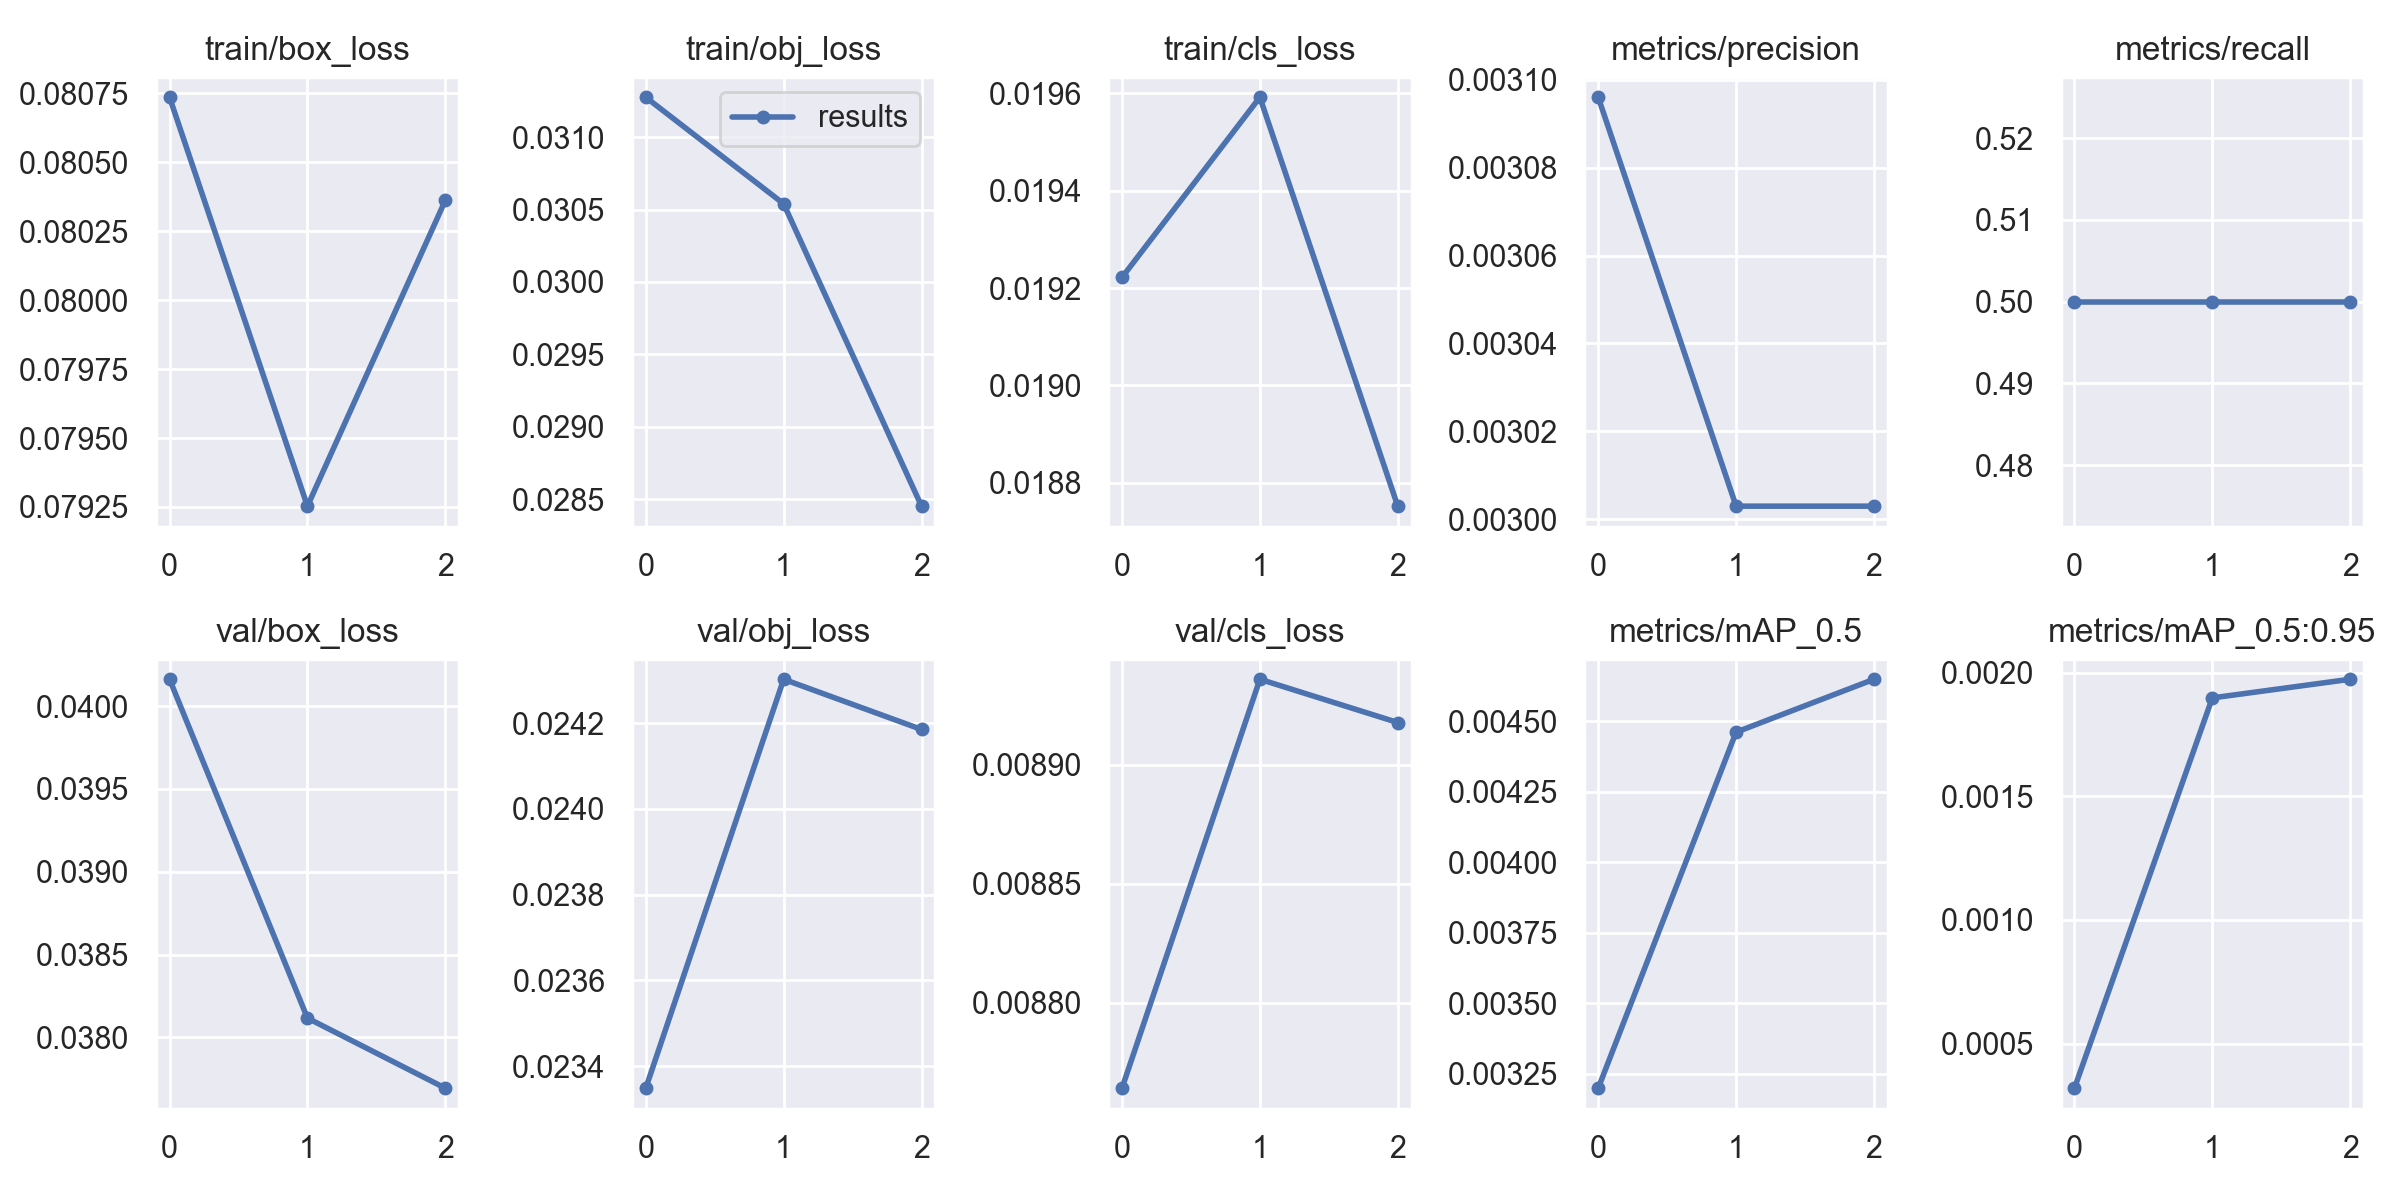 train/box_loss
0.08075
0.08050
0.08025
0.08000
0.07975
0.07950
0.07925
0 1 2
train/obj_loss
results
0.0310
0.0305
0.0300
0.0295
0.0290
0.0285
0 1 2
train/cls_loss
0.0196
0.0194
0.0192
0.0190
0.0188
0 1 2
metrics/precision
0.00310
0.00308
0.00306
0.00304
0.00302
0.00300
0 1 2
metrics/recall
0.52
0.51
0.50
0.49
0.48
0 1 2
val/box_loss
0.0400
0.0395
0.0390
0.0385
0.0380
0 1 2
val/obj_loss
0.0242
0.0240
0.0238
0.0236
0.0234
0 1 2
val/cls_loss
0.00890
0.00885
0.00880
0 1 2
metrics/mAP_0.5
0.00450
0.00425
0.00400
0.00375
0.00350
0.00325
0 1 2
metrics/mAP_0.5:0.95
0.0020
0.0015
0.0010
0.0005
0 1 2